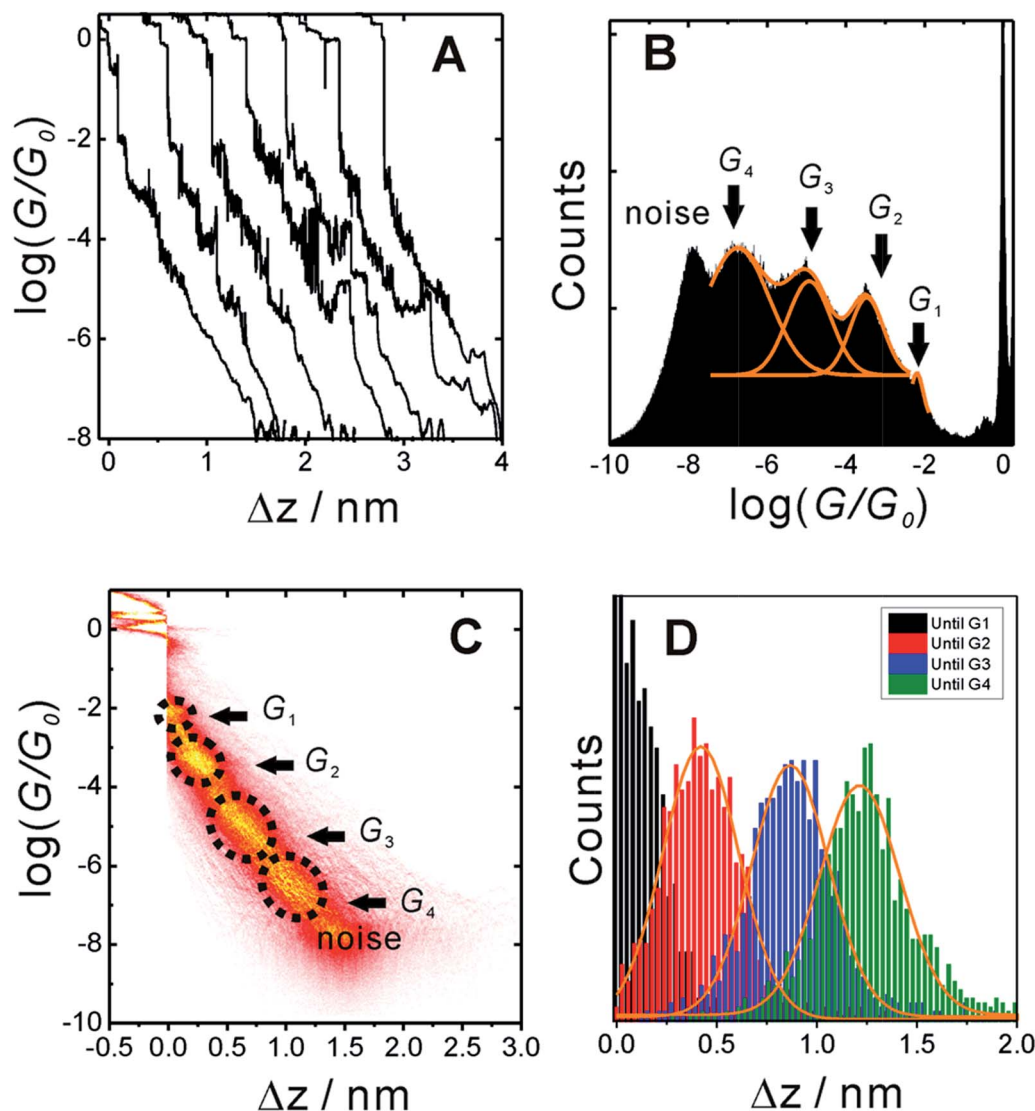 A
0
-2
-4
-6
-8
0 1 2 3 4
log(G/G₀)
Δz / nm
B
G₄
G₃
G₂
G₁
noise
Counts
-10 -8 -6 -4 -2 0
log(G/G₀)
C
0
-2
-4
-6
-8
-10
G₁
G₂
G₃
G₄
noise
-0.5 0.0 0.5 1.0 1.5 2.0 2.5 3.0
log(G/G₀)
Δz / nm
D
Until G1
Until G2
Until G3
Until G4
Counts
0.0 0.5 1.0 1.5 2.0
Δz / nm